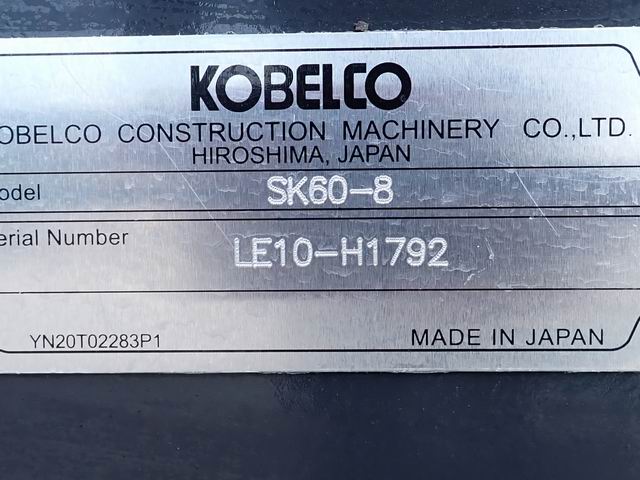 KOBELCO
OBELCO CONSTRUCTION MACHINERY CO.,LTD.
HIROSHIMA, JAPAN
odel SK60-8
erial Number LE10-H1792
YN20T02283P1 MADE IN JAPAN